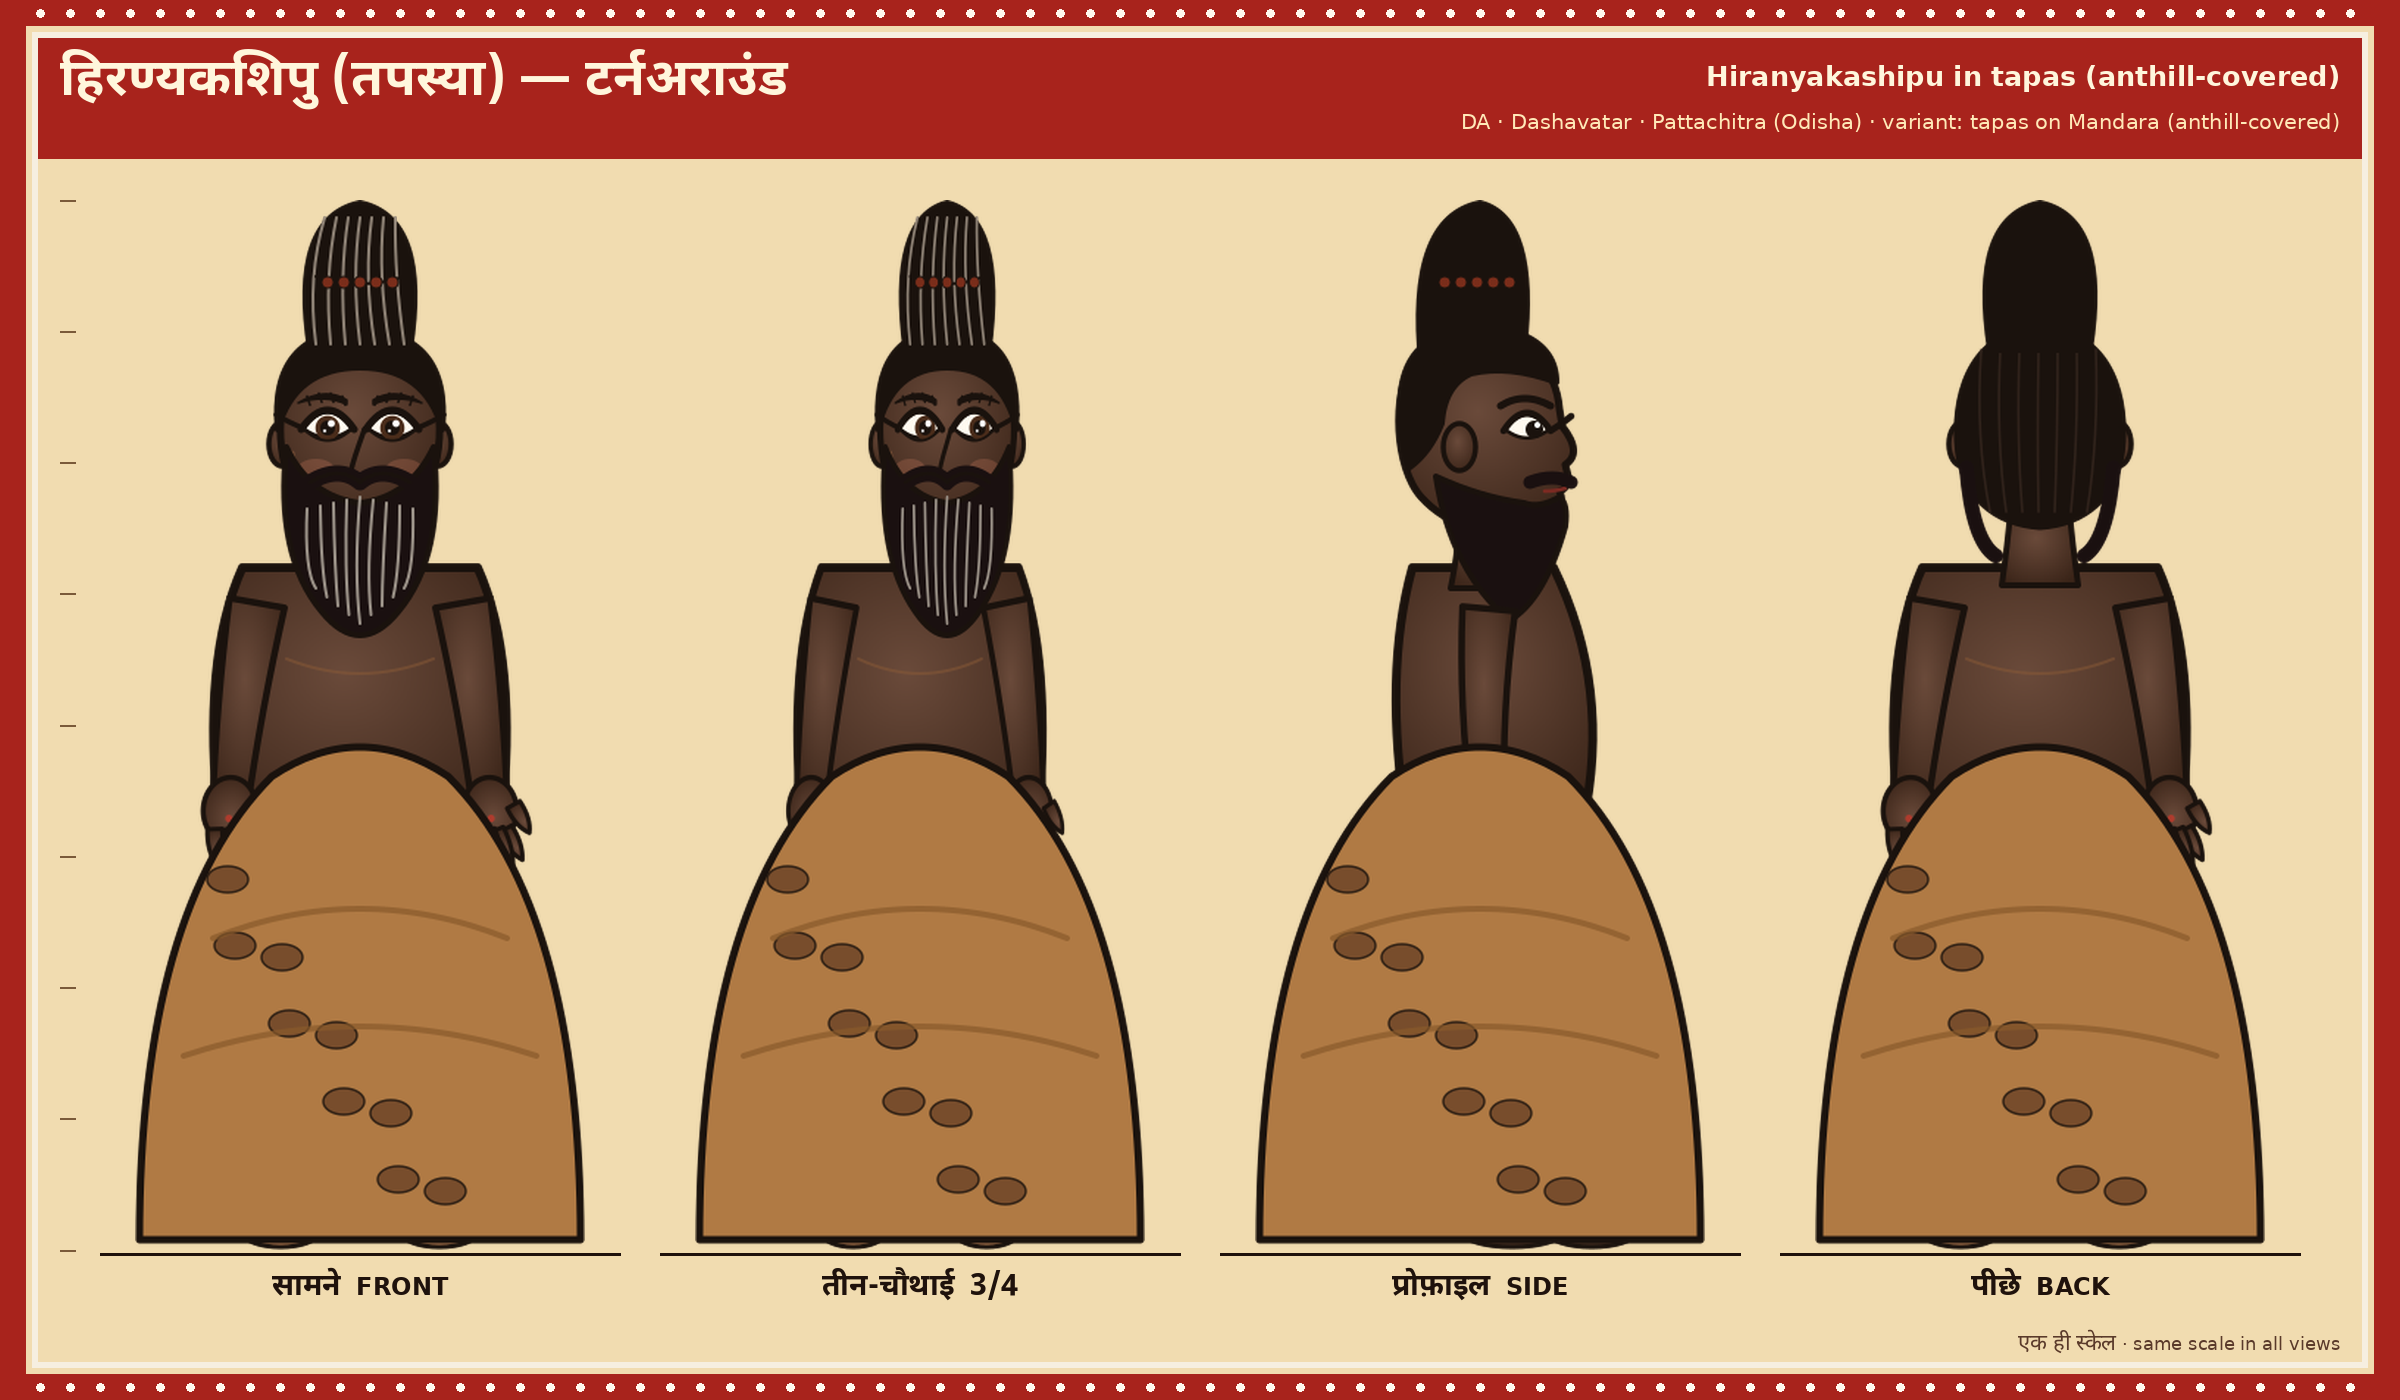 हिरण्यकशिपु (तपस्या) — टर्नअराउंड
Hiranyakashipu in tapas (anthill-covered)
DA · Dashavatar · Pattachitra (Odisha) · variant: tapas on Mandara (anthill-covered)
सामने FRONT
तीन-चौथाई 3/4
प्रोफ़ाइल SIDE
पीछे BACK
एक ही स्केल · same scale in all views